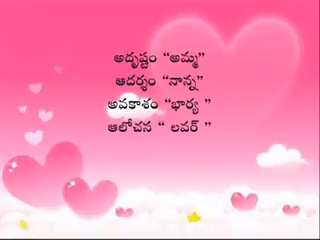 అదృష్టం “అమ్మ”
ఆదర్శం “నాన్న”
అవకాశం “భార్య ”
ఆలోచన “ లవర్ ”